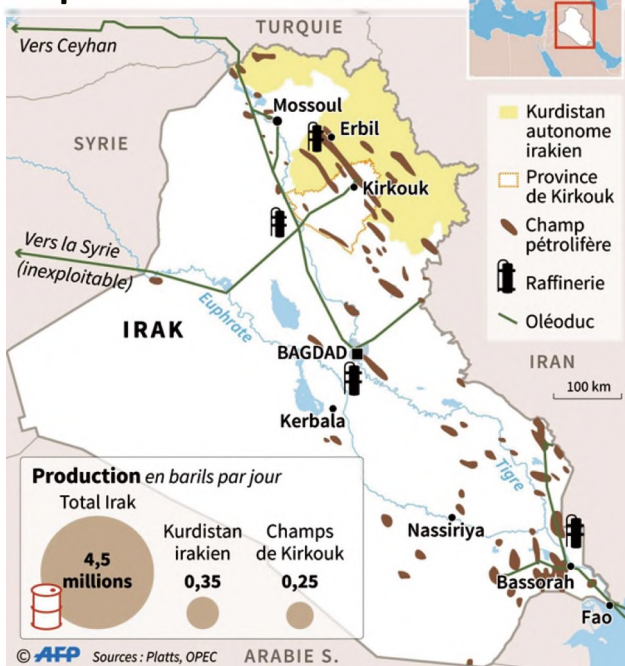 TURQUIE
Vers Ceyhan
Mossoul
Erbil
SYRIE
Kirkouk
Kurdistan
autonome
irakien
Province
de Kirkouk
Champ
pétrolifère
Raffinerie
Oléoduc
Vers la Syrie
(inexploitable)
Euphrate
IRAK
BAGDAD
IRAN
100 km
Kerbala
Tigre
Nassiriya
Bassorah
Fao
Production en barils par jour
Total Irak
4,5
millions
Kurdistan
irakien
0,35
Champs
de Kirkouk
0,25
© AFP Sources : Platts, OPEC
ARABIE S.